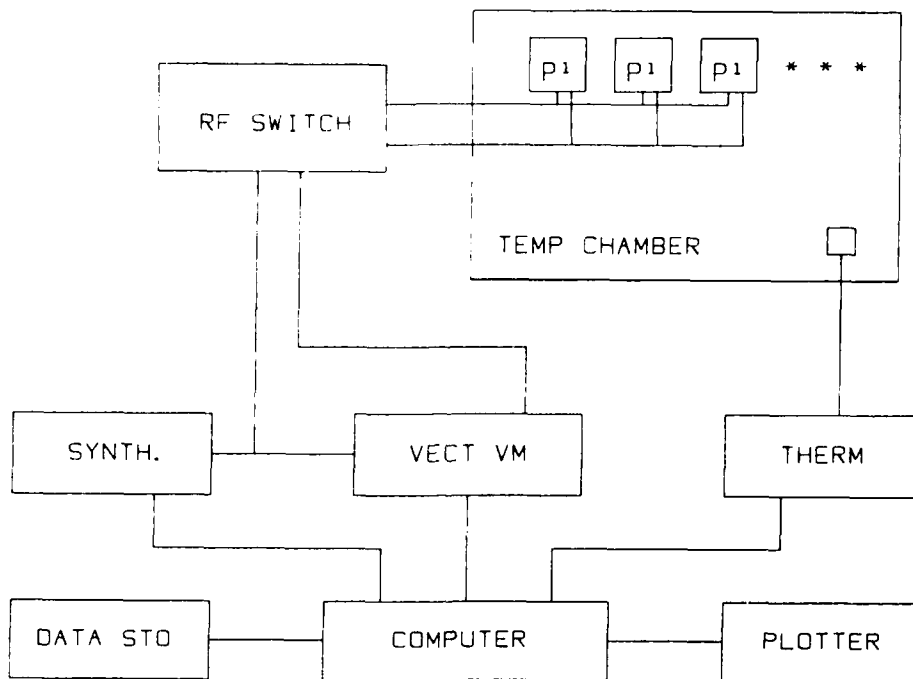 P1 P1 P1 * * *
RF SWITCH
TEMP CHAMBER
SYNTH. VECT VM THERM
DATA STO COMPUTER PLOTTER